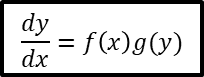 dy/dx = f(x)g(y)